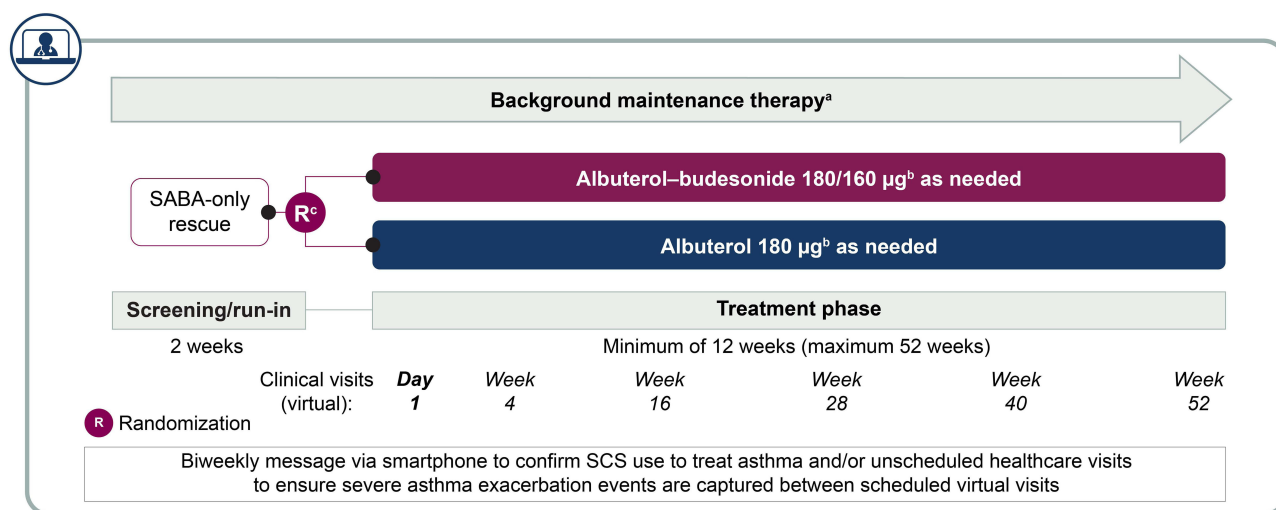 Background maintenance therapyᵃ
Albuterol–budesonide 180/160 µgᵇ as needed
SABA-only
rescue
Rᶜ
Albuterol 180 µgᵇ as needed
Screening/run-in
Treatment phase
2 weeks
Minimum of 12 weeks (maximum 52 weeks)
Clinical visits Day Week Week Week Week Week
(virtual): 1 4 16 28 40 52
R Randomization
Biweekly message via smartphone to confirm SCS use to treat asthma and/or unscheduled healthcare visits
to ensure severe asthma exacerbation events are captured between scheduled virtual visits